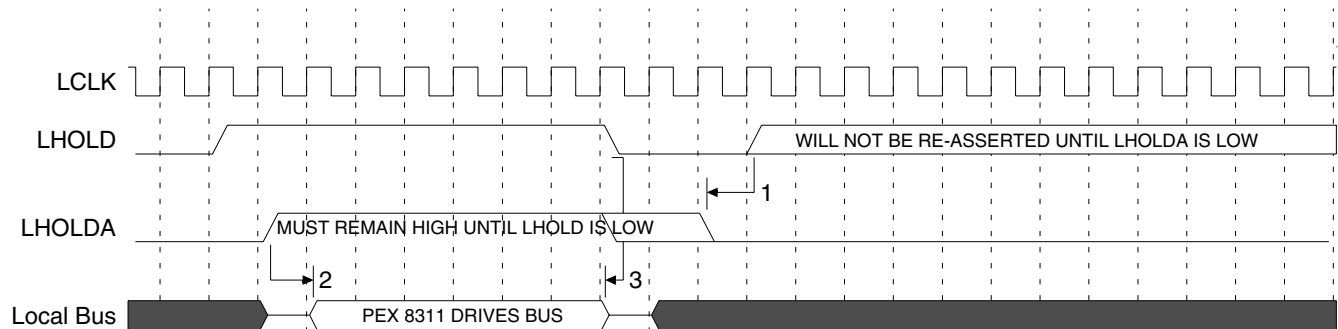 LCLK
LHOLD
WILL NOT BE RE-ASSERTED UNTIL LHOLDA IS LOW
1
LHOLDA
MUST REMAIN HIGH UNTIL LHOLD IS LOW
2
3
Local Bus
PEX 8311 DRIVES BUS